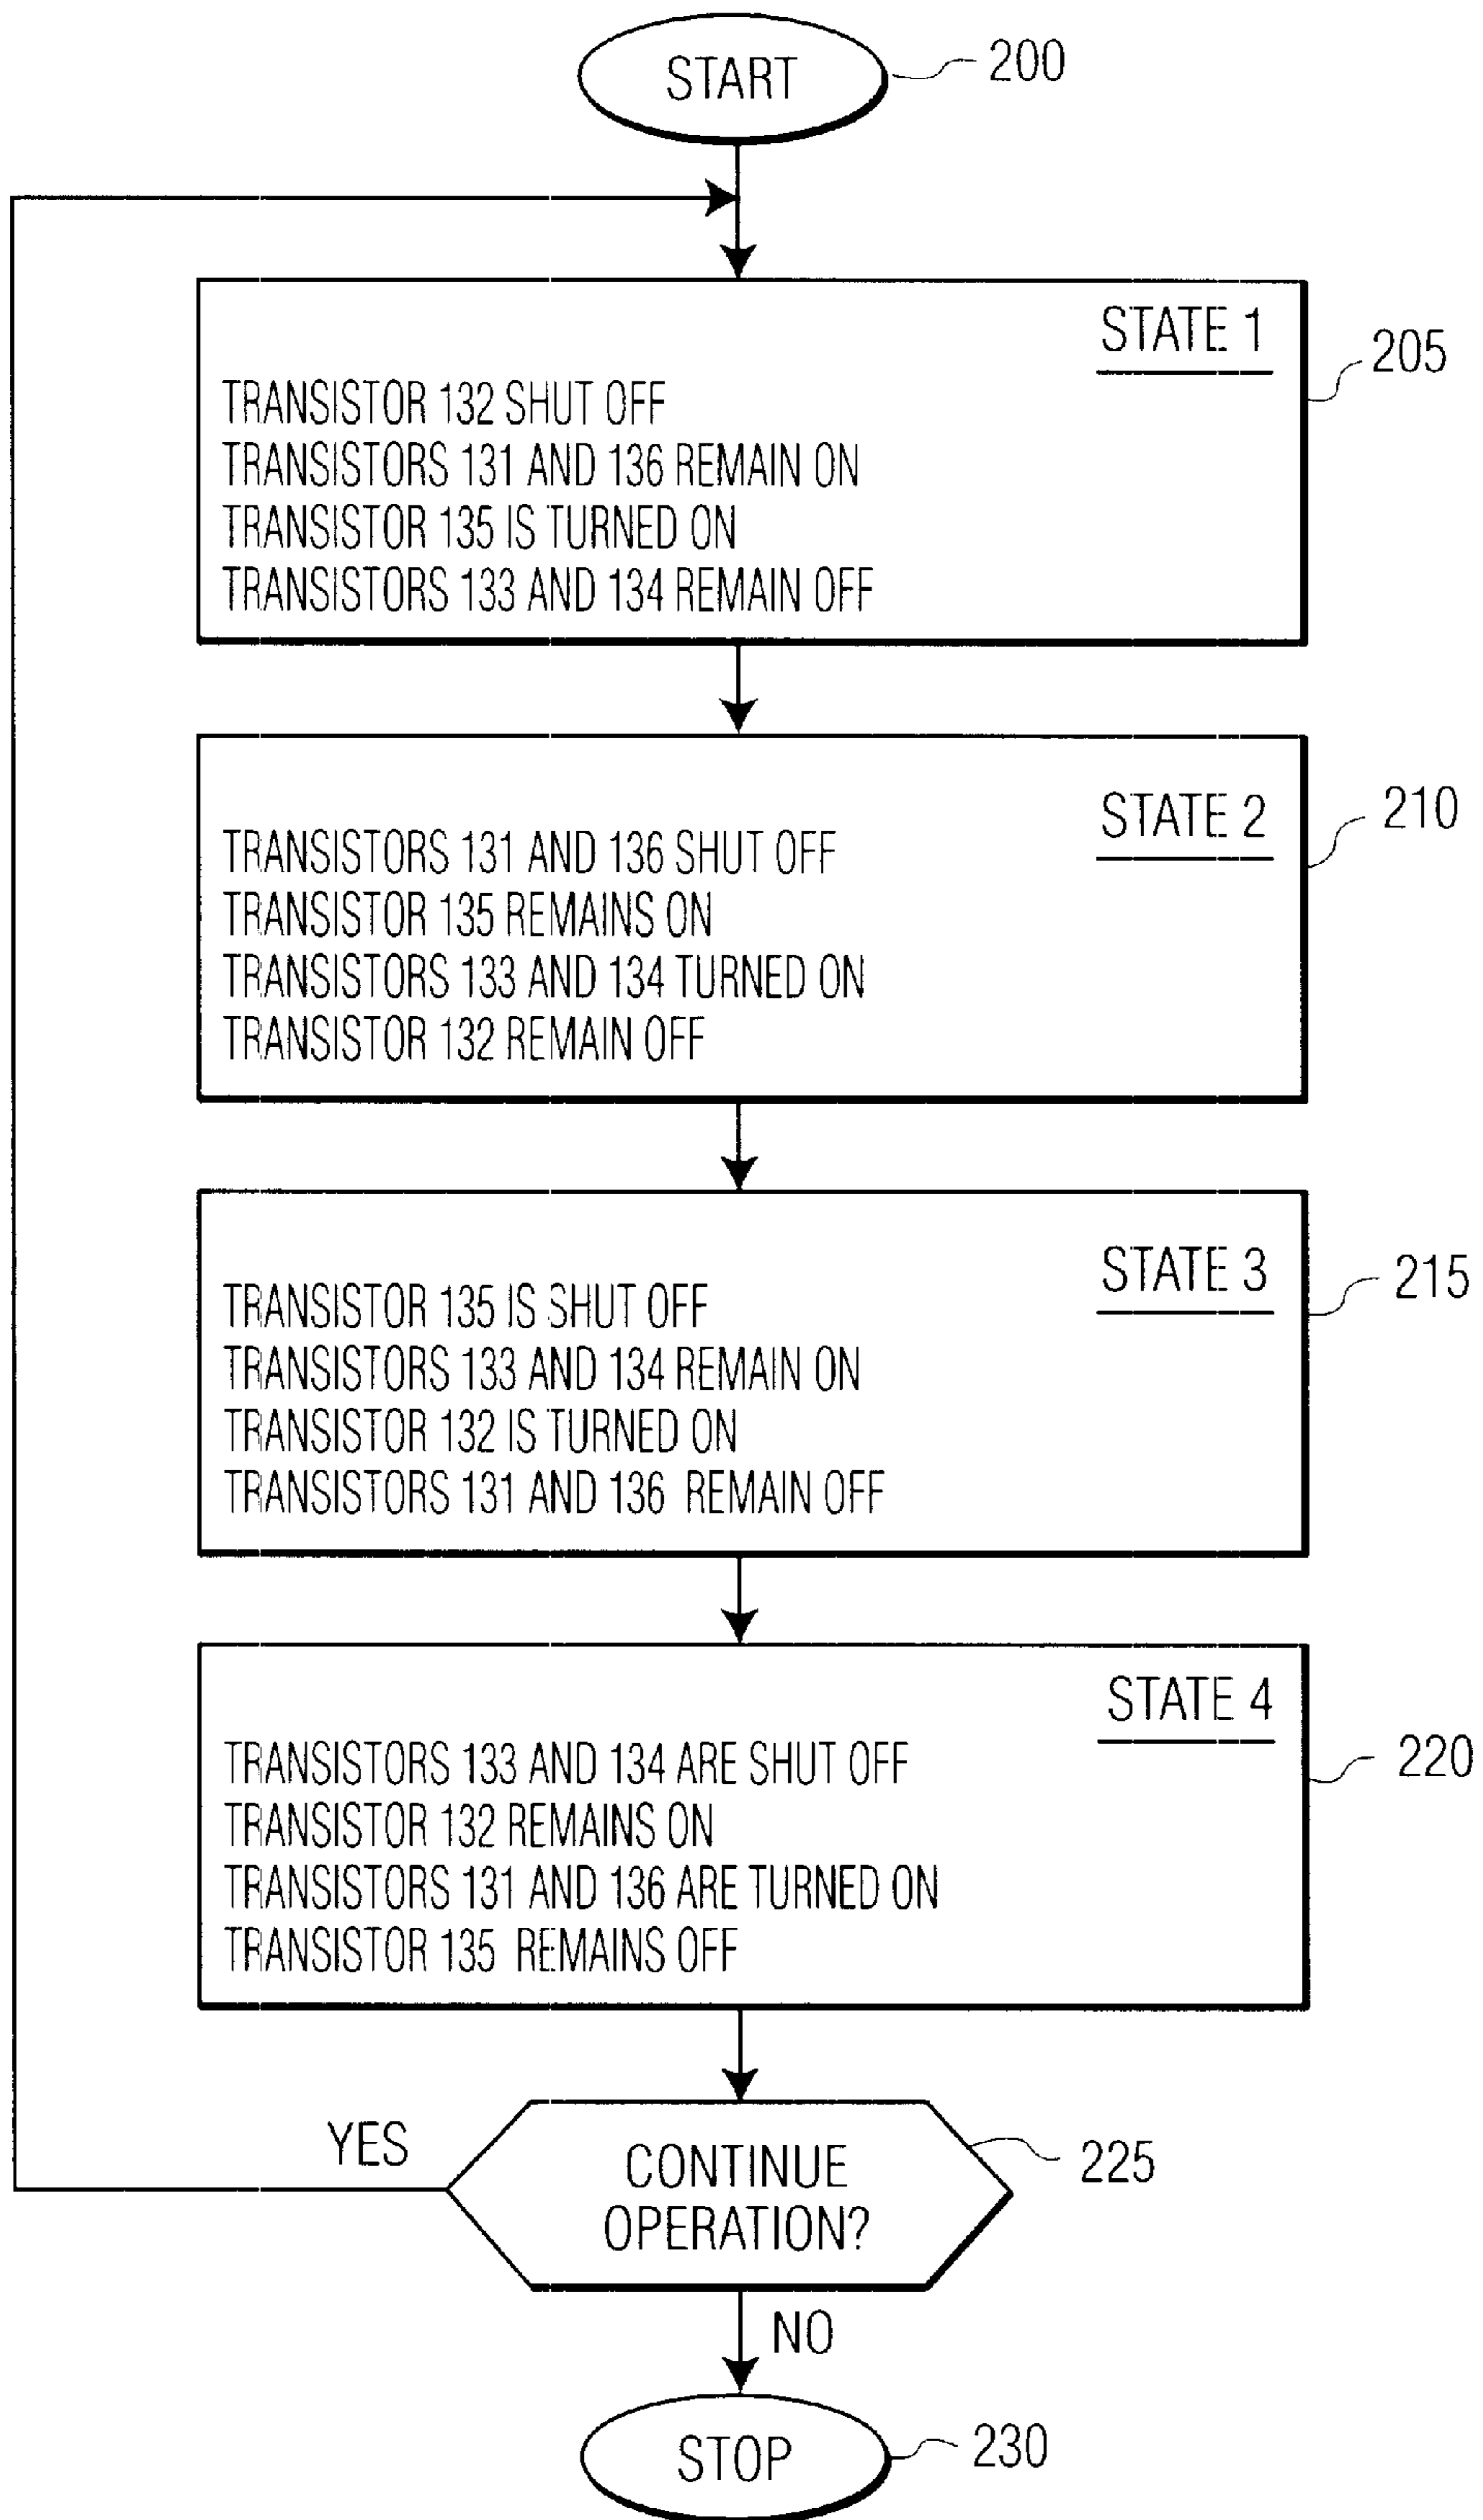 START
200
STATE 1
205
TRANSISTOR 132 SHUT OFF
TRANSISTORS 131 AND 136 REMAIN ON
TRANSISTOR 135 IS TURNED ON
TRANSISTORS 133 AND 134 REMAIN OFF
STATE 2
210
TRANSISTORS 131 AND 136 SHUT OFF
TRANSISTOR 135 REMAINS ON
TRANSISTORS 133 AND 134 TURNED ON
TRANSISTOR 132 REMAIN OFF
STATE 3
215
TRANSISTOR 135 IS SHUT OFF
TRANSISTORS 133 AND 134 REMAIN ON
TRANSISTOR 132 IS TURNED ON
TRANSISTORS 131 AND 136 REMAIN OFF
STATE 4
220
TRANSISTORS 133 AND 134 ARE SHUT OFF
TRANSISTOR 132 REMAINS ON
TRANSISTORS 131 AND 136 ARE TURNED ON
TRANSISTOR 135 REMAINS OFF
YES
CONTINUE
OPERATION?
225
NO
STOP
230